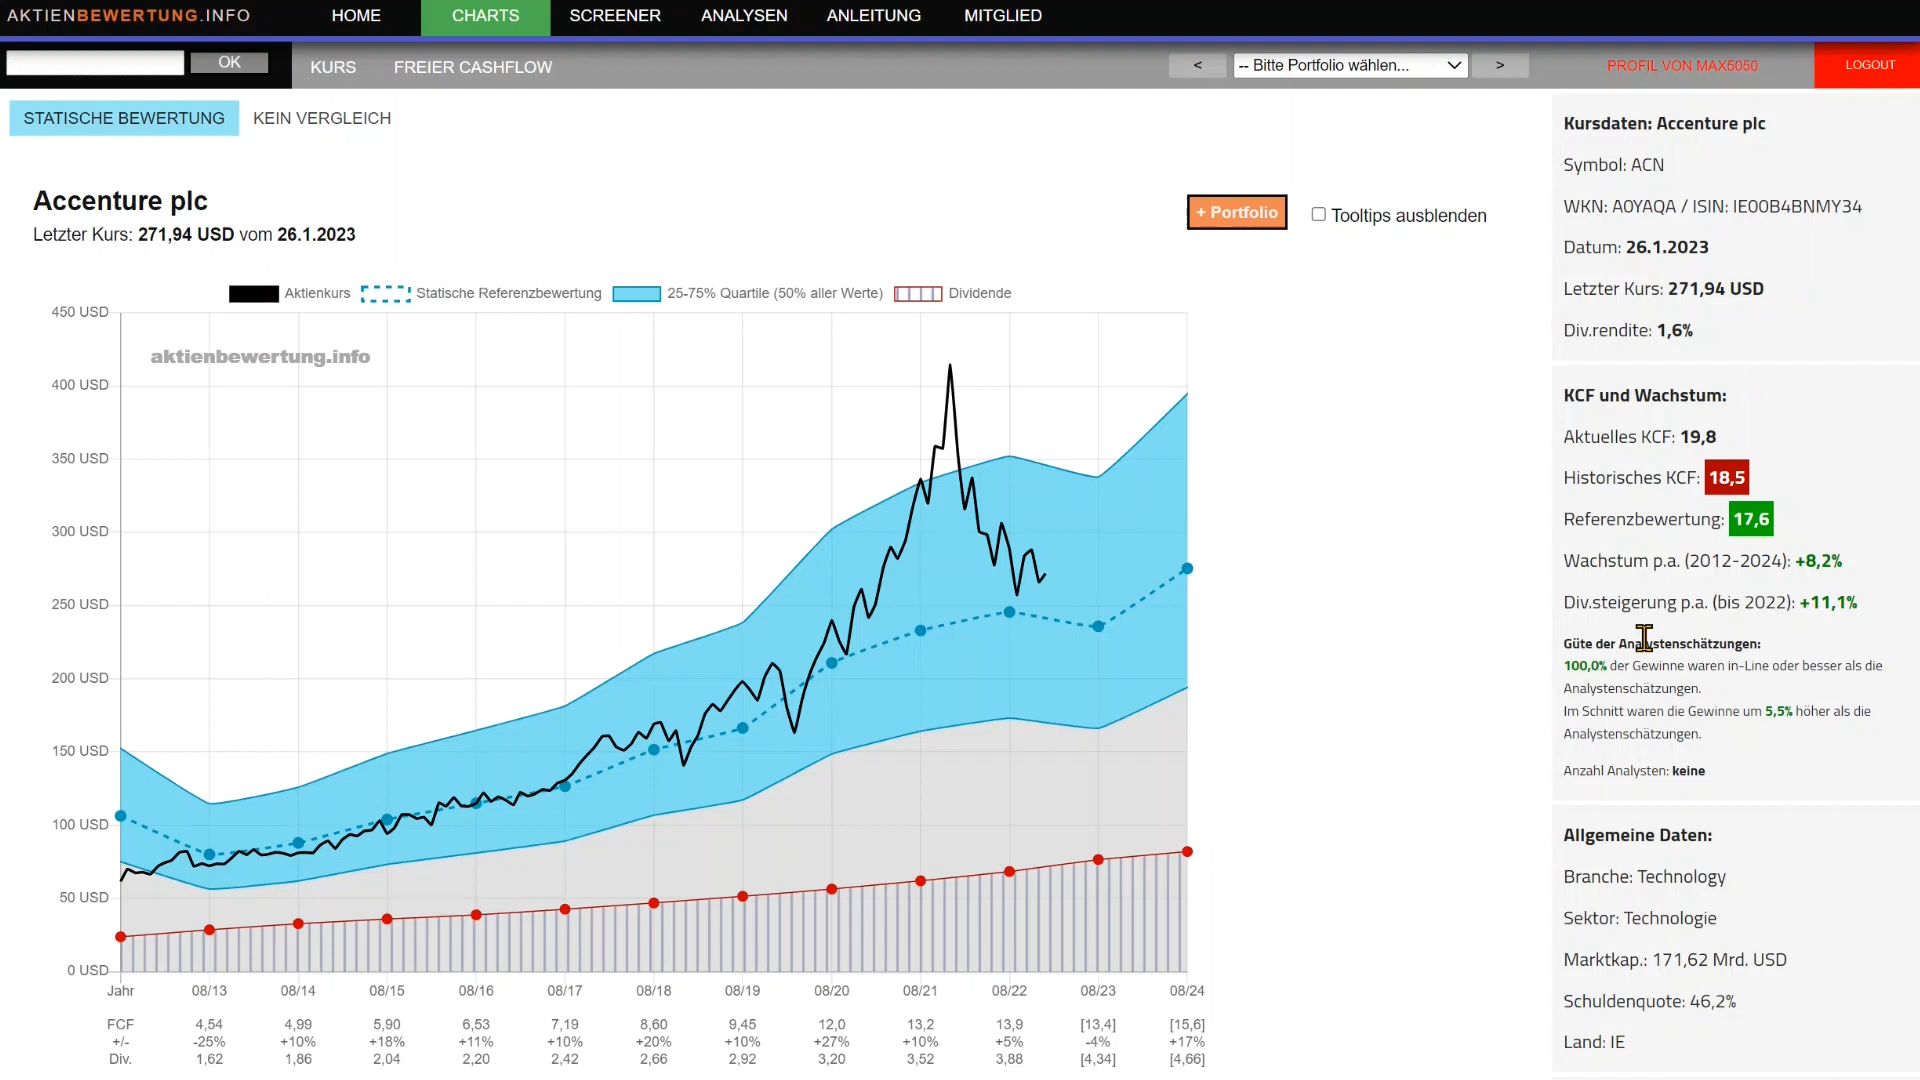 AKTIENBEWERTUNG.INFO
HOME
CHARTS
SCREENER
ANALYSEN
ANLEITUNG
MITGLIED
OK
KURS
FREIER CASHFLOW
<
-- Bitte Portfolio wählen...
>
PROFIL VON MAX5050
LOGOUT
STATISCHE BEWERTUNG
KEIN VERGLEICH
Accenture plc
Letzter Kurs: 271,94 USD vom 26.1.2023
+ Portfolio
Tooltips ausblenden
Aktienkurs
Statische Referenzbewertung
25-75% Quartile (50% aller Werte)
Dividende
450 USD
400 USD
350 USD
300 USD
250 USD
200 USD
150 USD
100 USD
50 USD
0 USD
aktienbewertung.info
Jahr 08/13 08/14 08/15 08/16 08/17 08/18 08/19 08/20 08/21 08/22 08/23 08/24
FCF 4,54 4,99 5,90 6,53 7,19 8,60 9,45 12,0 13,2 13,9 [13,4] [15,6]
+/- -25% +10% +18% +11% +10% +20% +10% +27% +10% +5% -4% +17%
Div. 1,62 1,86 2,04 2,20 2,42 2,66 2,92 3,20 3,52 3,88 [4,34] [4,66]
Kursdaten: Accenture plc
Symbol: ACN
WKN: A0YAQA / ISIN: IE00B4BNMY34
Datum: 26.1.2023
Letzter Kurs: 271,94 USD
Div.rendite: 1,6%
KCF und Wachstum:
Aktuelles KCF: 19,8
Historisches KCF: 18,5
Referenzbewertung: 17,6
Wachstum p.a. (2012-2024): +8,2%
Div.steigerung p.a. (bis 2022): +11,1%
Güte der Analystenschätzungen:
100,0% der Gewinne waren in-Line oder besser als die
Analystenschätzungen.
Im Schnitt waren die Gewinne um 5,5% höher als die
Analystenschätzungen.
Anzahl Analysten: keine
Allgemeine Daten:
Branche: Technology
Sektor: Technologie
Marktkap.: 171,62 Mrd. USD
Schuldenquote: 46,2%
Land: IE